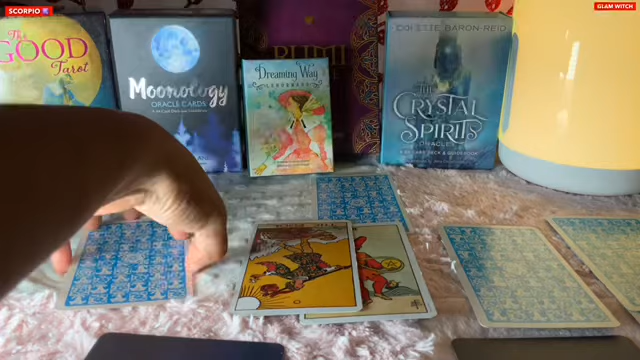 SCORPIO ♏
GLAM WITCH
The
GOOD
Tarot
Moonology
ORACLE CARDS
Dreaming Way
LENORMAND
RUMI
COLETTE BARON-REID
THE
CRYSTAL
SPIRITS
ORACLE